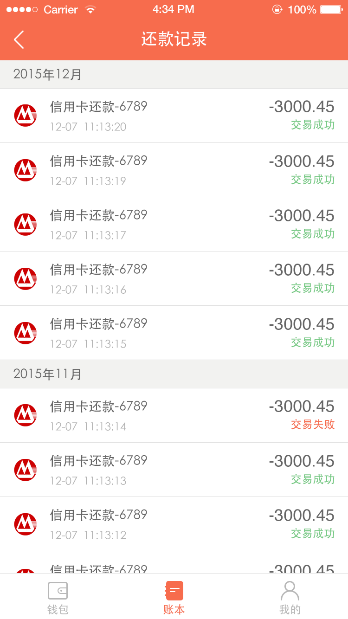 Carrier 4:34 PM 100%
还款记录
2015年12月
信用卡还款-6789 -3000.45
12-07 11:13:20 交易成功
信用卡还款-6789 -3000.45
12-07 11:13:19 交易成功
信用卡还款-6789 -3000.45
12-07 11:13:17 交易成功
信用卡还款-6789 -3000.45
12-07 11:13:16 交易成功
信用卡还款-6789 -3000.45
12-07 11:13:15 交易成功
2015年11月
信用卡还款-6789 -3000.45
12-07 11:13:14 交易失败
信用卡还款-6789 -3000.45
12-07 11:13:13 交易成功
信用卡还款-6789 -3000.45
12-07 11:13:12 交易成功
信用卡还款-6789 -3000.45
钱包 账本 我的